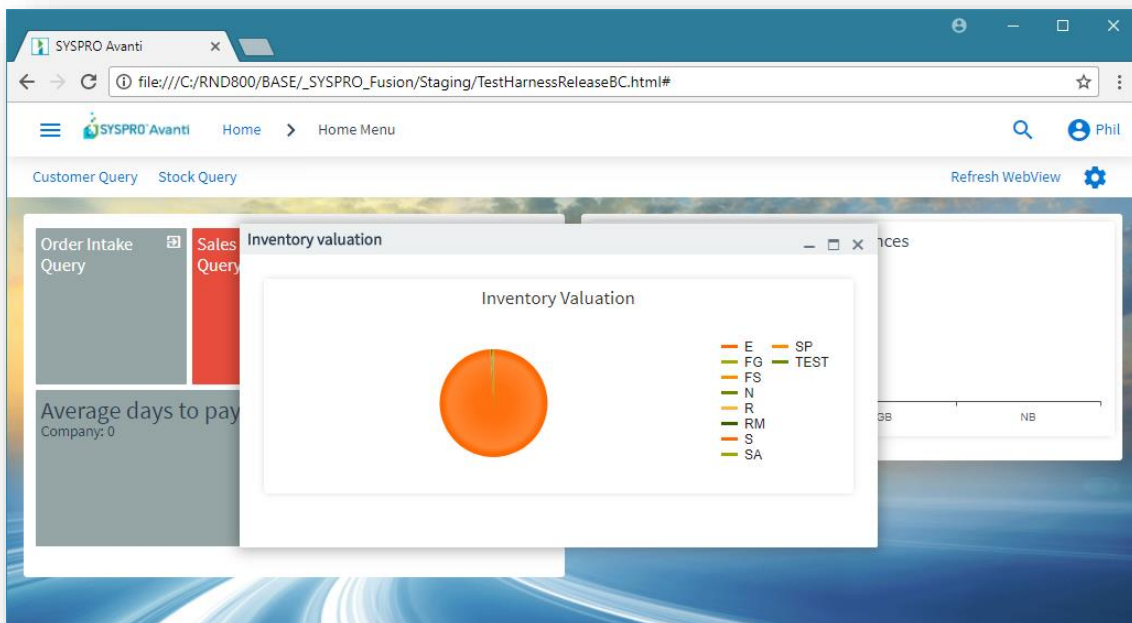 SYSPRO Avanti
file:///C:/RND800/BASE/_SYSPRO_Fusion/Staging/TestHarnessReleaseBC.html#
SYSPRO Avanti Home Home Menu Phil
Customer Query Stock Query Refresh WebView
Order Intake
Query
Sales
Query
Inventory valuation
nces
Inventory Valuation
E SP
FG TEST
FS
N
R
RM
S
SA
Average days to pay
Company: 0
GB NB